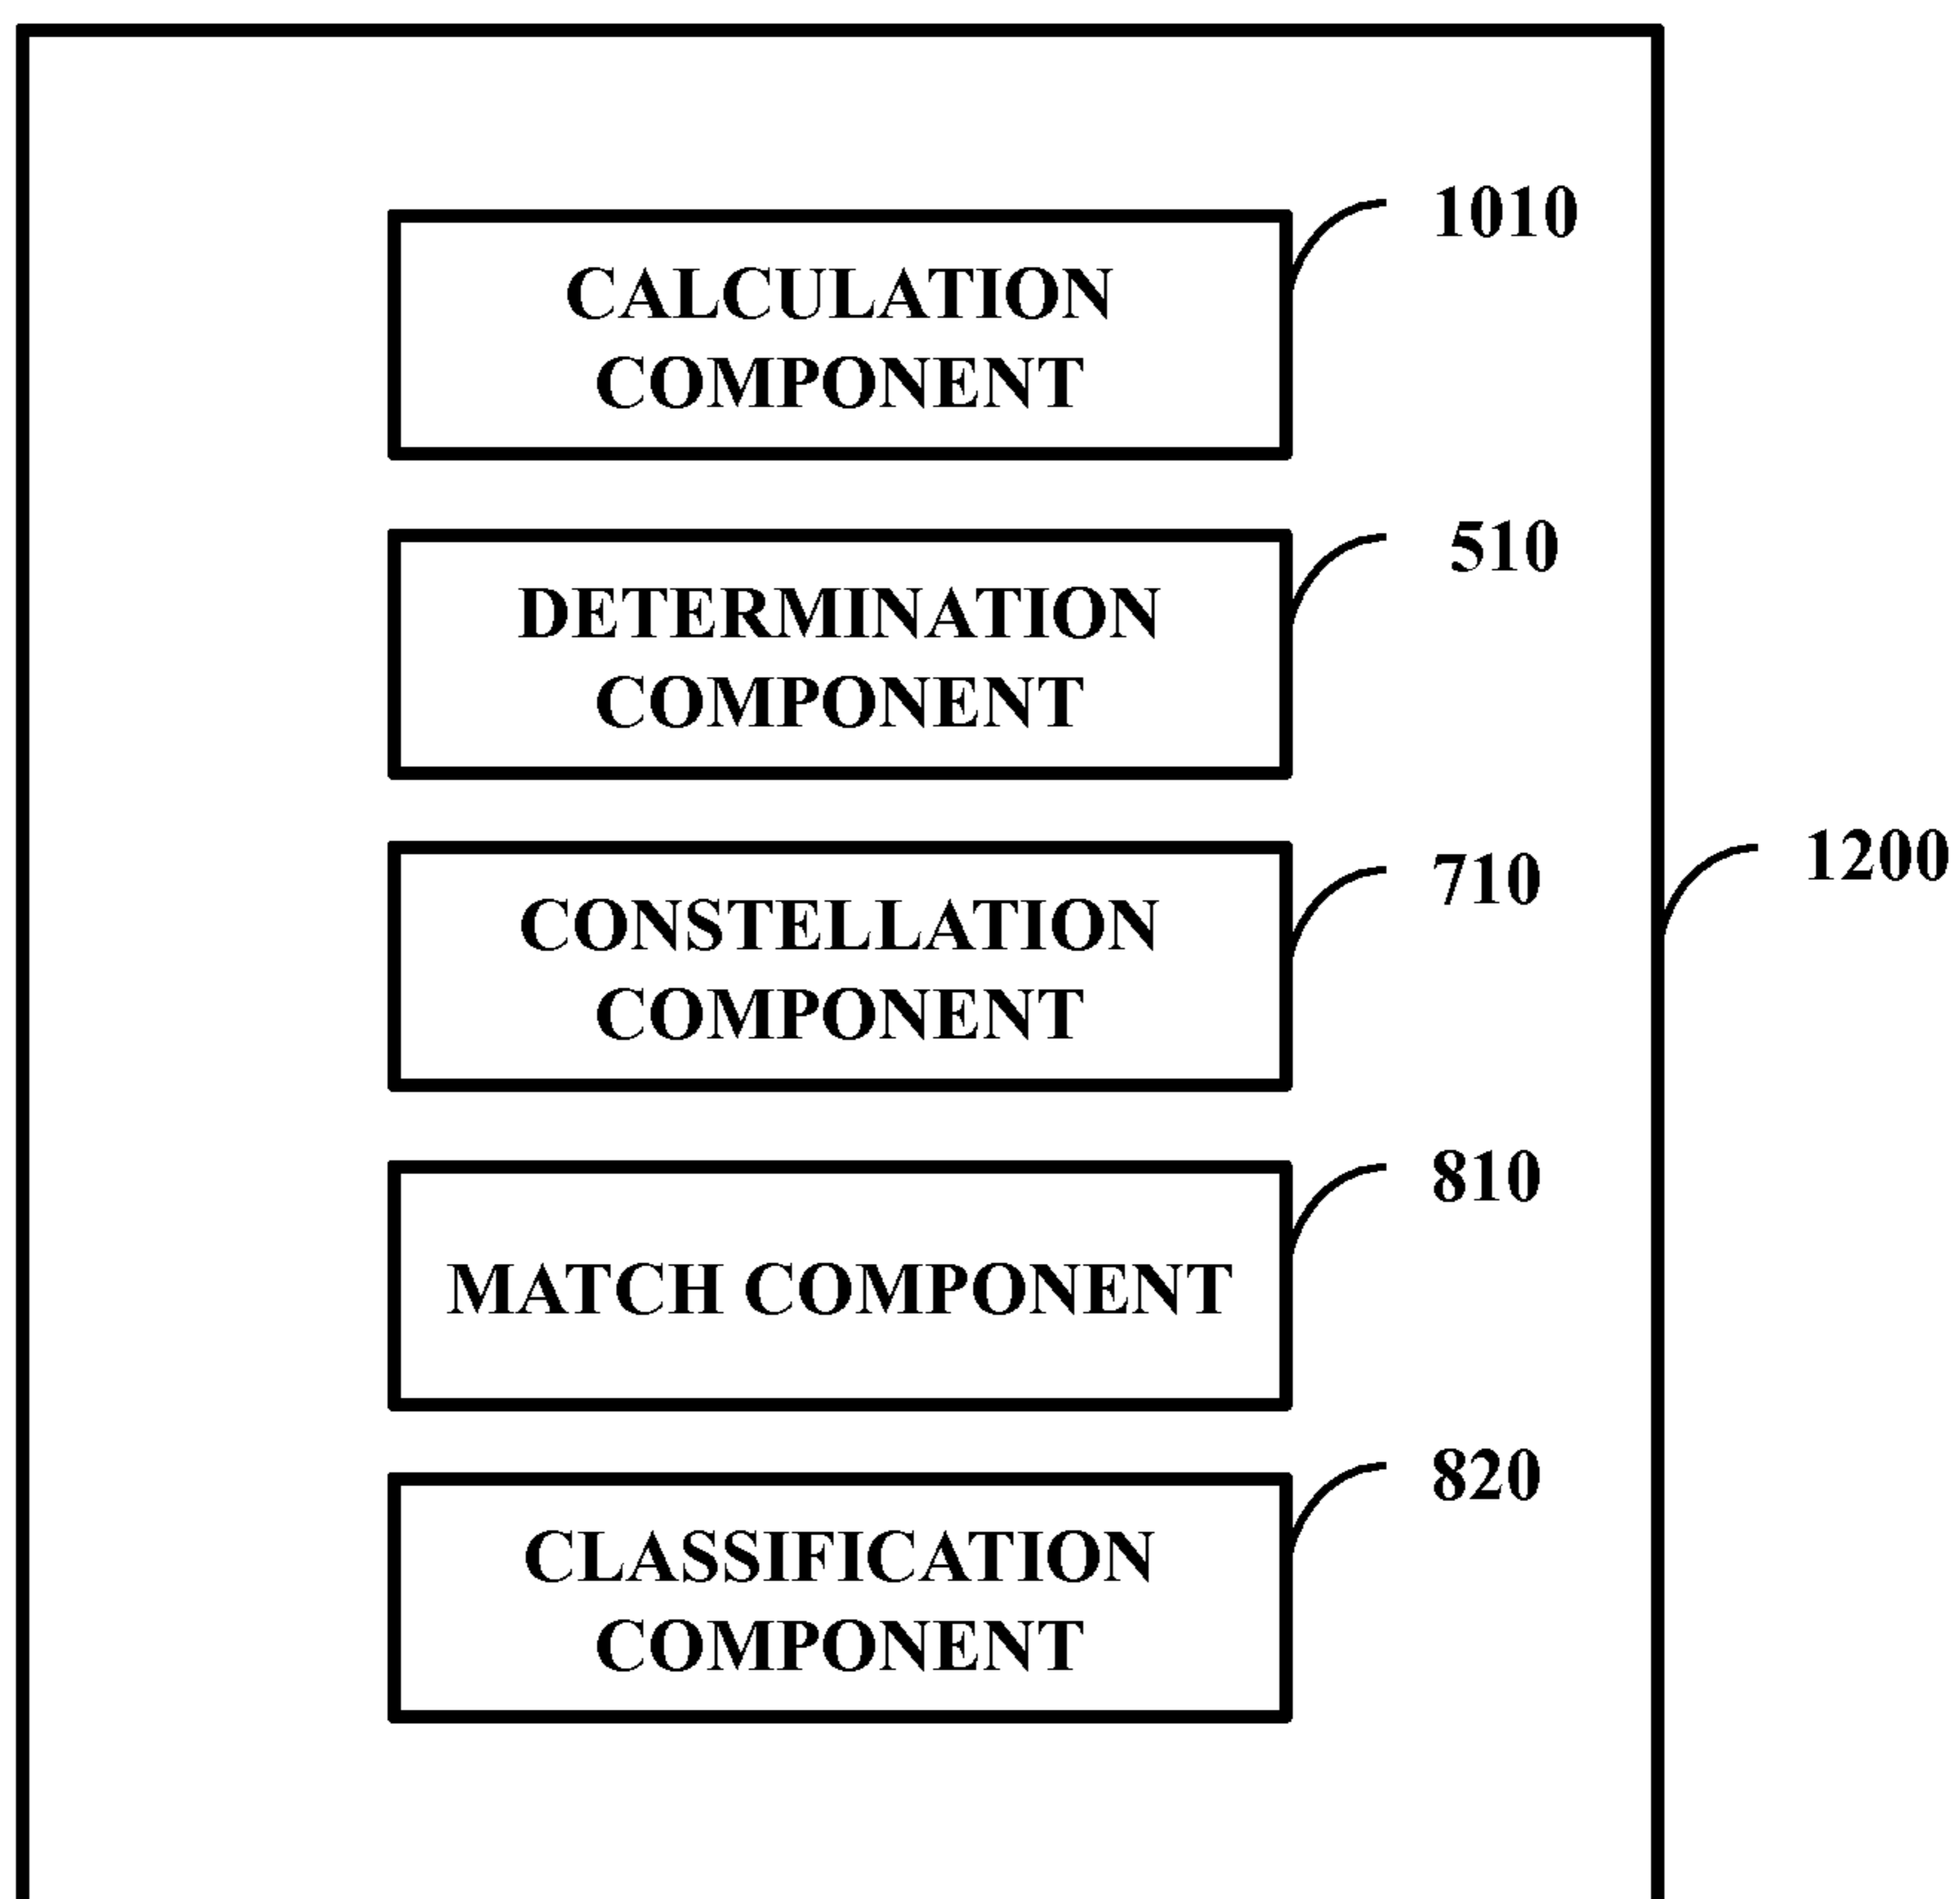 1010
CALCULATION
COMPONENT
510
DETERMINATION
COMPONENT
710
CONSTELLATION
COMPONENT
1200
810
MATCH COMPONENT
820
CLASSIFICATION
COMPONENT